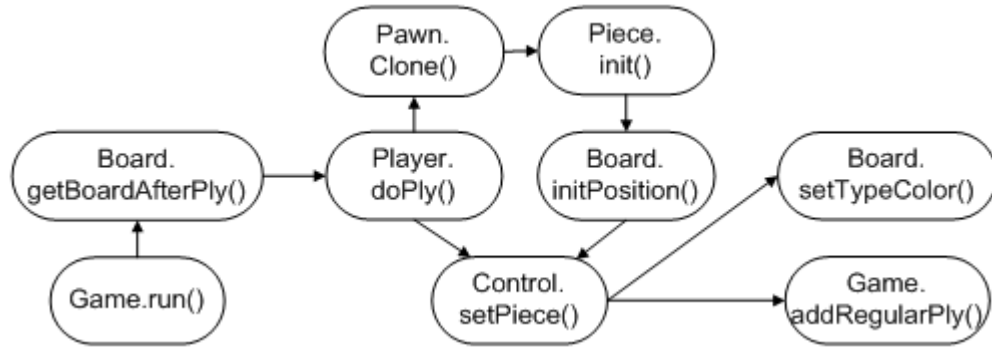 Pawn.
Clone()
Piece.
init()
Board.
getBoardAfterPly()
Player.
doPly()
Board.
initPosition()
Board.
setTypeColor()
Game.run()
Control.
setPiece()
Game.
addRegularPly()